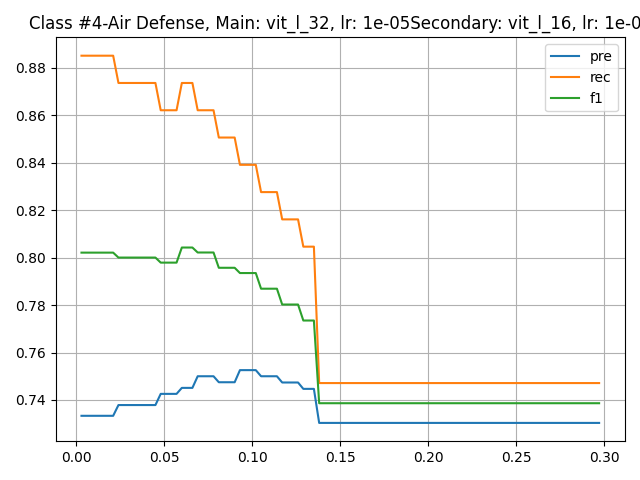 Class #4-Air Defense, Main: vit_l_32, lr: 1e-05Secondary: vit_l_16, lr: 1e-0
pre
rec
f1
0.88
0.86
0.84
0.82
0.80
0.78
0.76
0.74
0.00 0.05 0.10 0.15 0.20 0.25 0.30